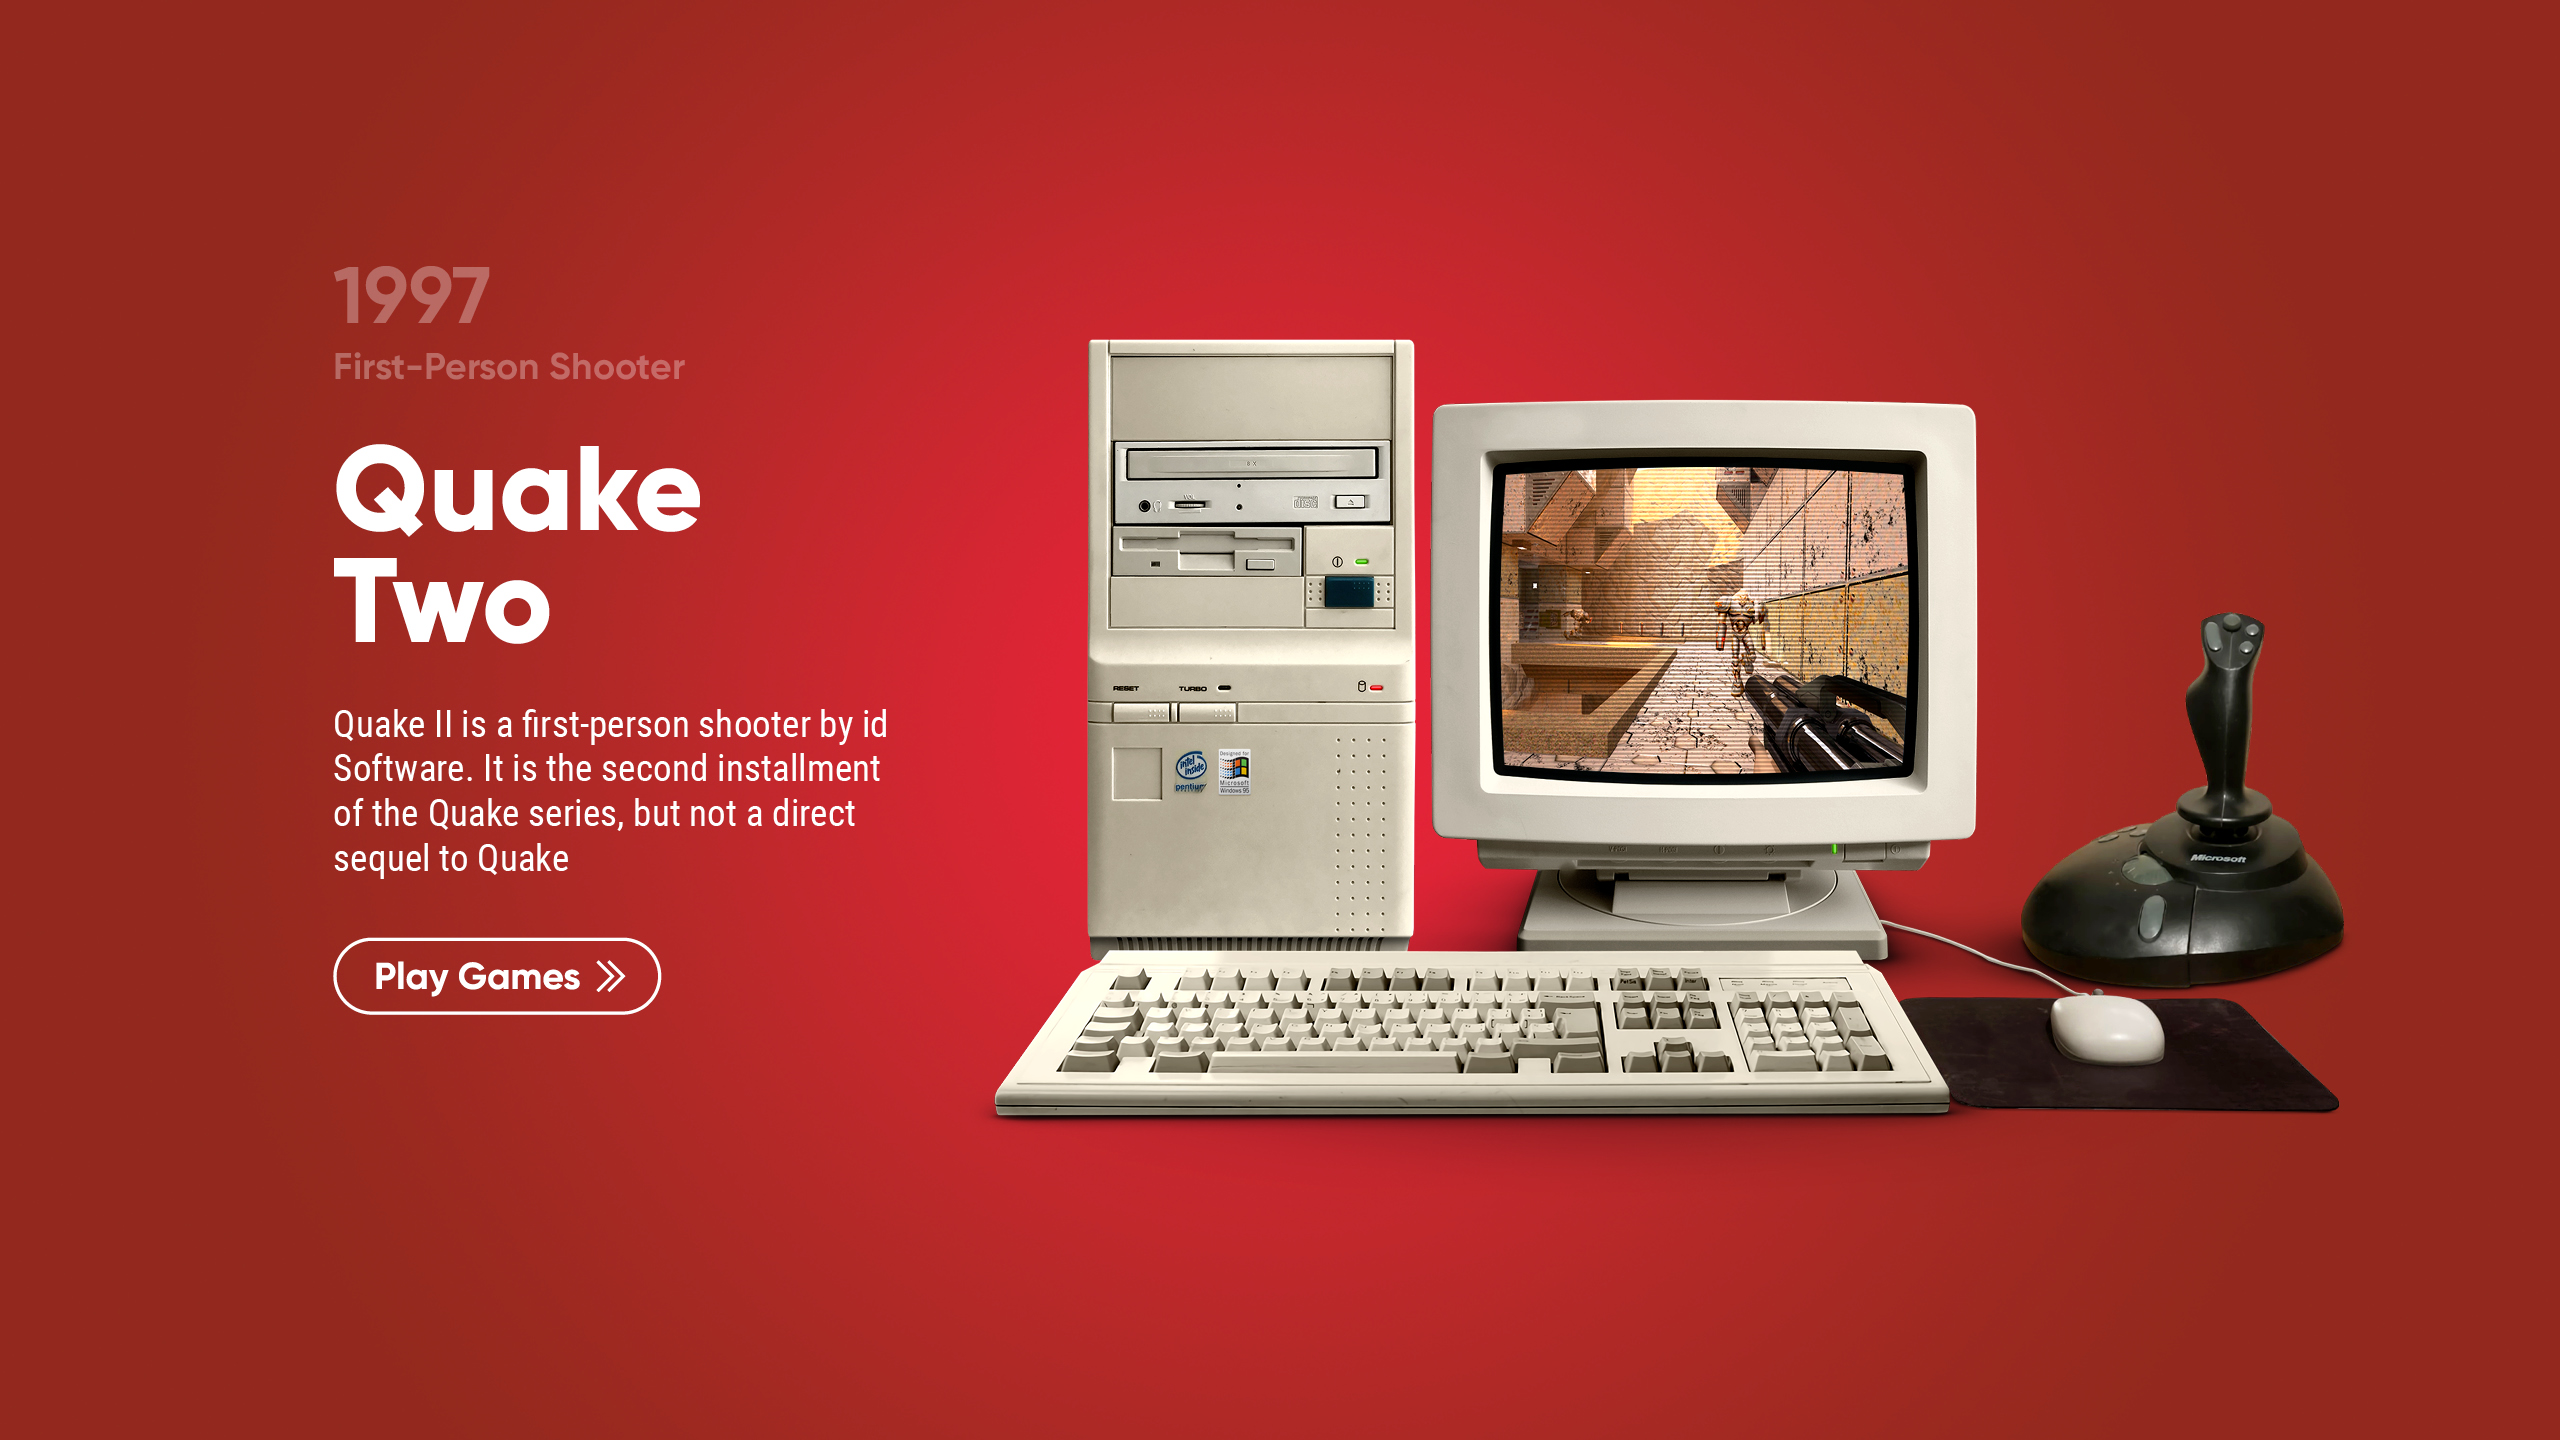 1997
First-Person Shooter
Quake
Two
Quake II is a first-person shooter by id
Software. It is the second installment
of the Quake series, but not a direct
sequel to Quake
Play Games
8 X
RESET
TURBO
intel
inside
pentium
Designed for
Microsoft
Windows 95
Microsoft